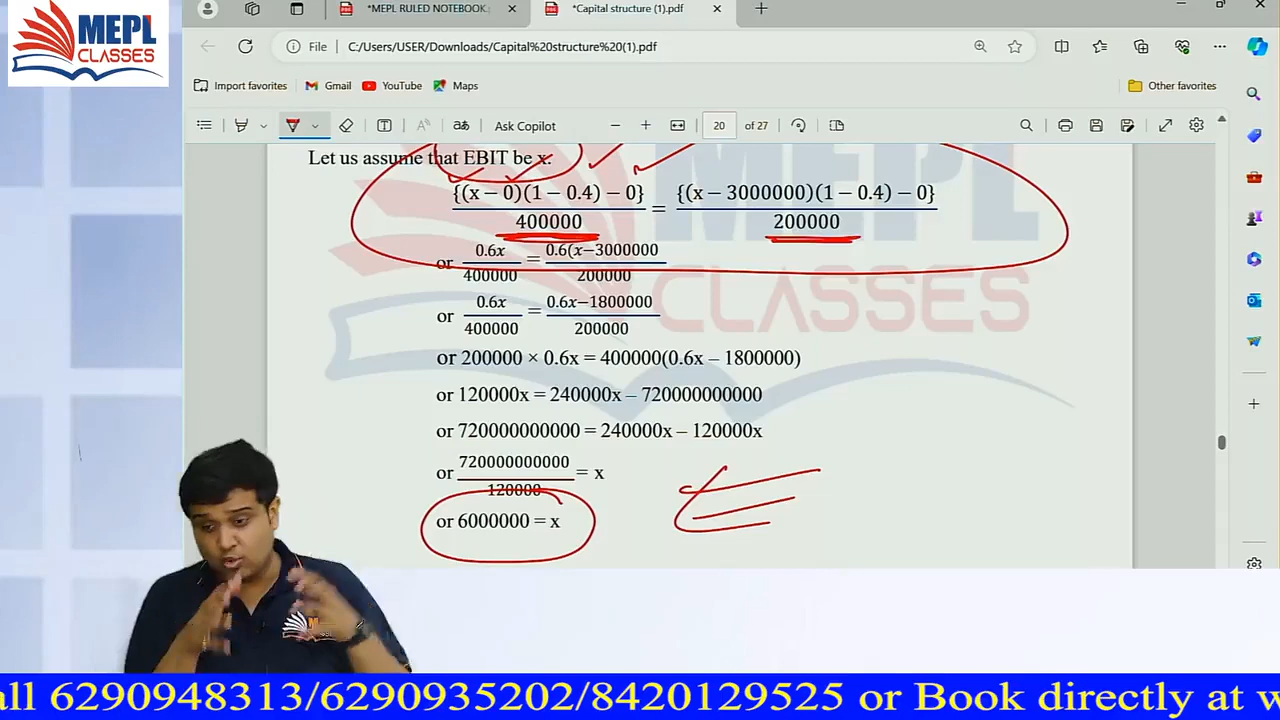 MEPL
CLASSES
*MEPL RULED NOTEBOOK
*Capital structure (1).pdf
File
C:/Users/USER/Downloads/Capital%20structure%20(1).pdf
Import favorites
Gmail
YouTube
Maps
Other favorites
Ask Copilot
20 of 27
Let us assume that EBIT be x.
{(x – 0)(1 – 0.4) – 0} / 400000 = {(x – 3000000)(1 – 0.4) – 0} / 200000
or 0.6x / 400000 = 0.6(x–3000000 / 200000
or 0.6x / 400000 = 0.6x–1800000 / 200000
or 200000 × 0.6x = 400000(0.6x – 1800000)
or 120000x = 240000x – 720000000000
or 720000000000 = 240000x – 120000x
or 720000000000 / 120000 = x
or 6000000 = x
MEPL
CLASSES
all 6290948313/6290935202/8420129525 or Book directly at w